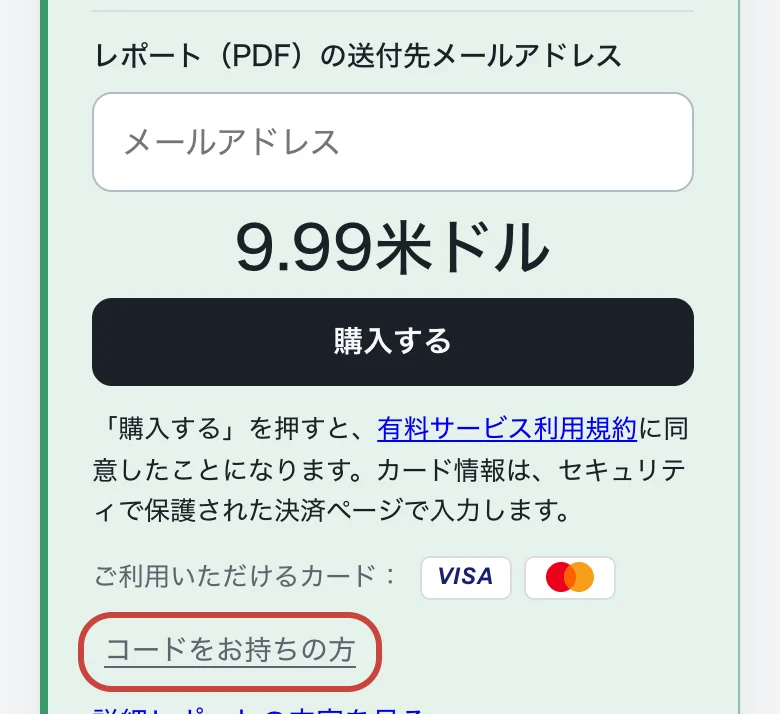 レポート（PDF）の送付先メールアドレス
メールアドレス
9.99米ドル
購入する
「購入する」を押すと、有料サービス利用規約に同
意したことになります。カード情報は、セキュリテ
ィで保護された決済ページで入力します。
ご利用いただけるカード： VISA
コードをお持ちの方